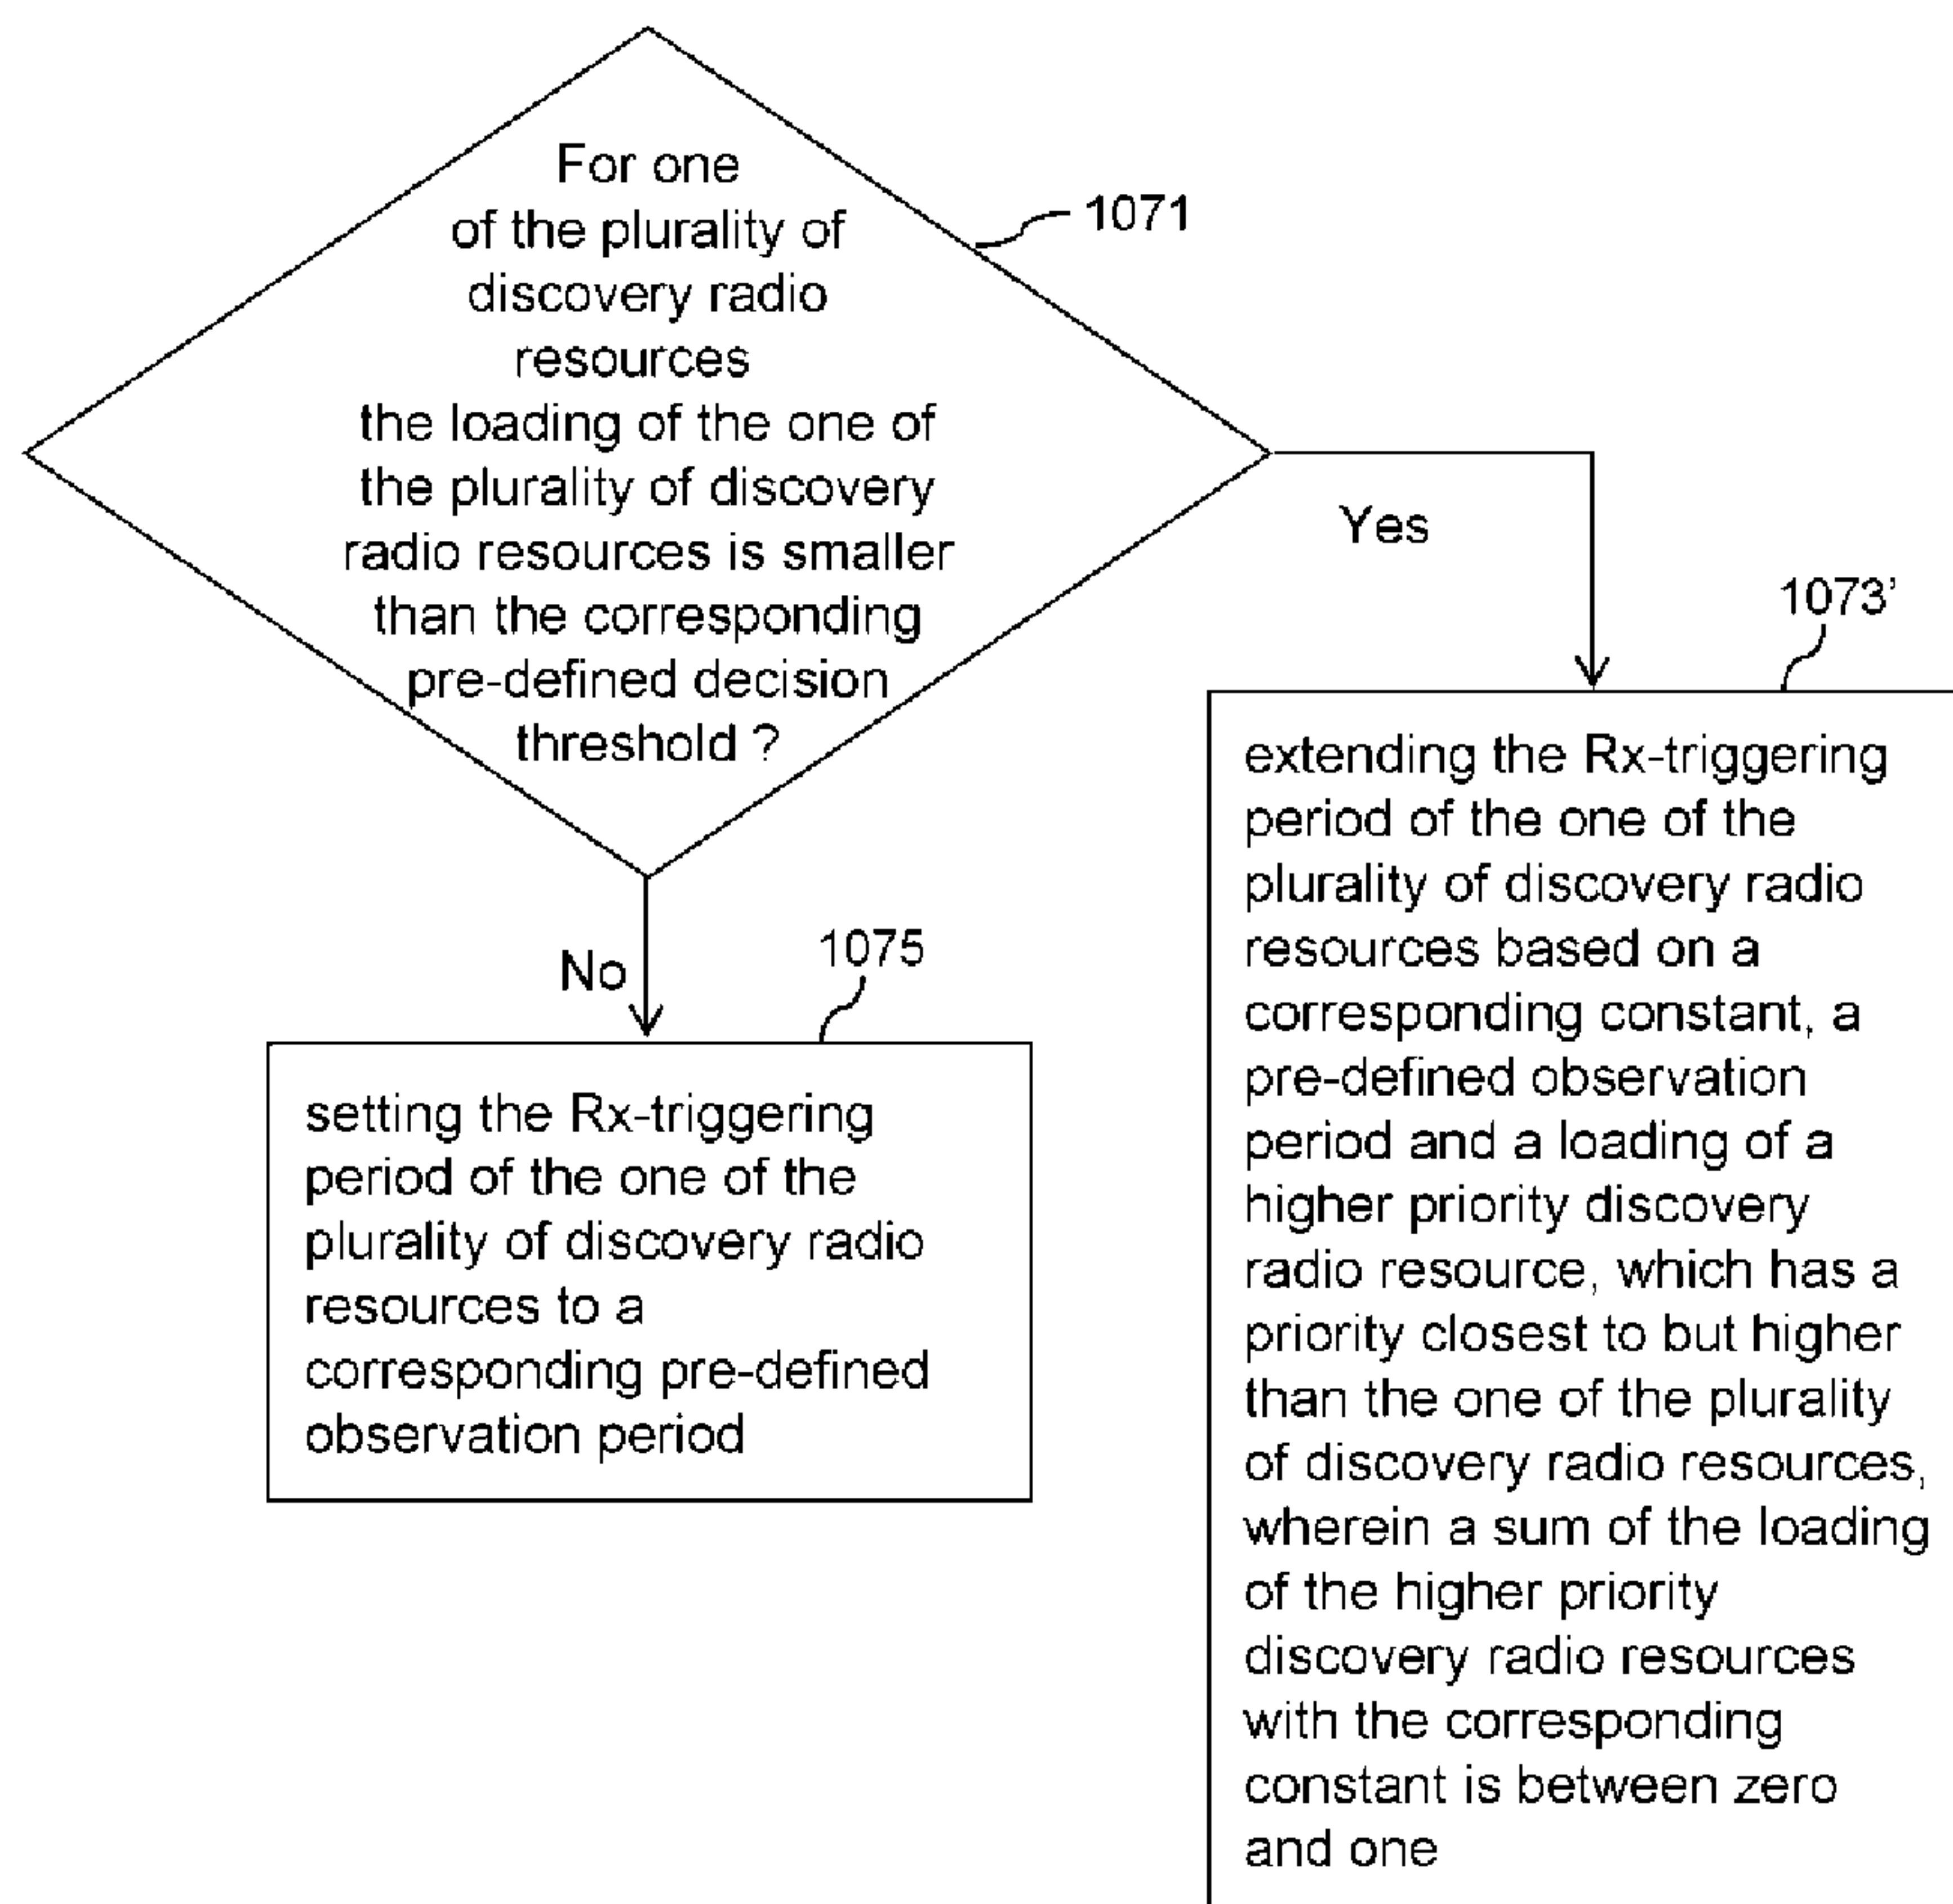 For one
of the plurality of
discovery radio
resources
the loading of the one of
the plurality of discovery
radio resources is smaller
than the corresponding
pre-defined decision
threshold ?
1071
Yes
1073’
extending the Rx-triggering
period of the one of the
plurality of discovery radio
resources based on a
corresponding constant, a
pre-defined observation
period and a loading of a
higher priority discovery
radio resource, which has a
priority closest to but higher
than the one of the plurality
of discovery radio resources,
wherein a sum of the loading
of the higher priority
discovery radio resources
with the corresponding
constant is between zero
and one
No
1075
setting the Rx-triggering
period of the one of the
plurality of discovery radio
resources to a
corresponding pre-defined
observation period